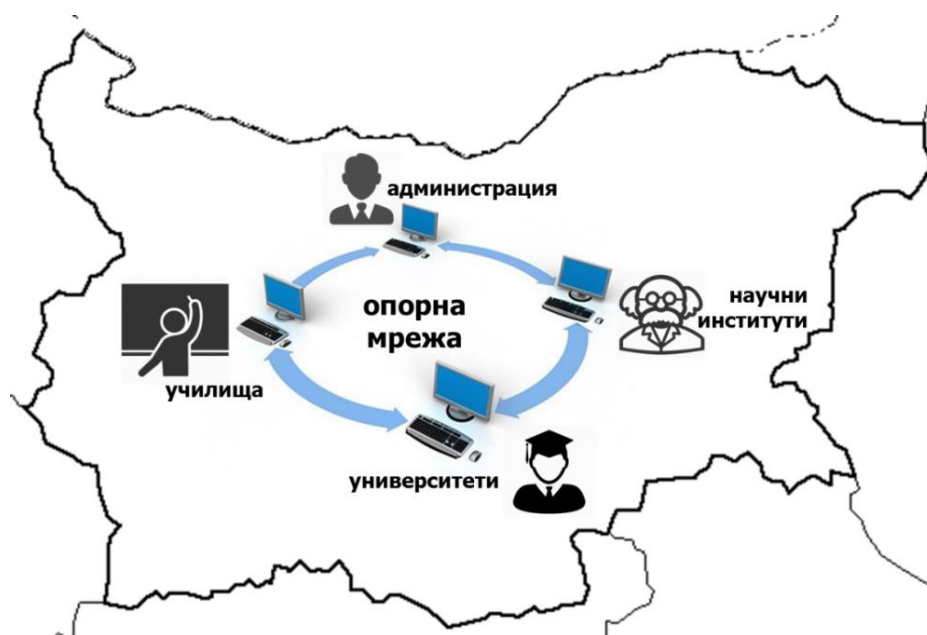 администрация
научни
институти
опорна
мрежа
училища
университети